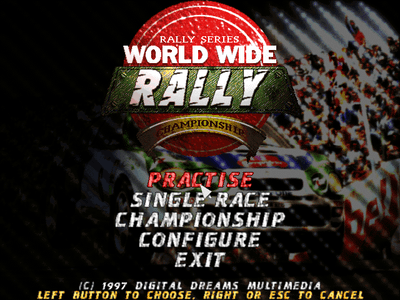 RALLY SERIES
WORLD WIDE
RALLY
CHAMPIONSHIP
PRACTISE
SINGLE RACE
CHAMPIONSHIP
CONFIGURE
EXIT
(C) 1997 DIGITAL DREAMS MULTIMEDIA
LEFT BUTTON TO CHOOSE, RIGHT OR ESC TO CANCEL